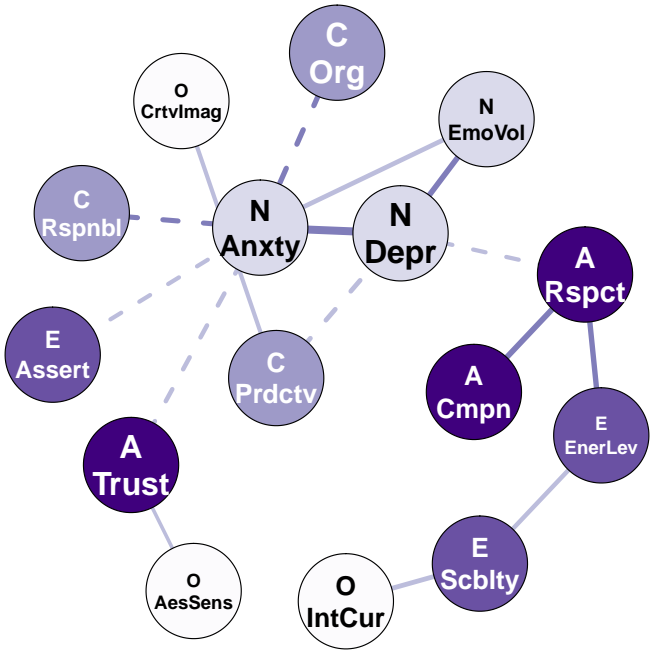 C
Org
O
CrtvImag
N
EmoVol
C
Rspnbl
N
Anxty
N
Depr
A
Rspct
E
Assert
C
Prdctv
A
Cmpn
E
EnerLev
A
Trust
E
Scblty
O
AesSens
O
IntCur